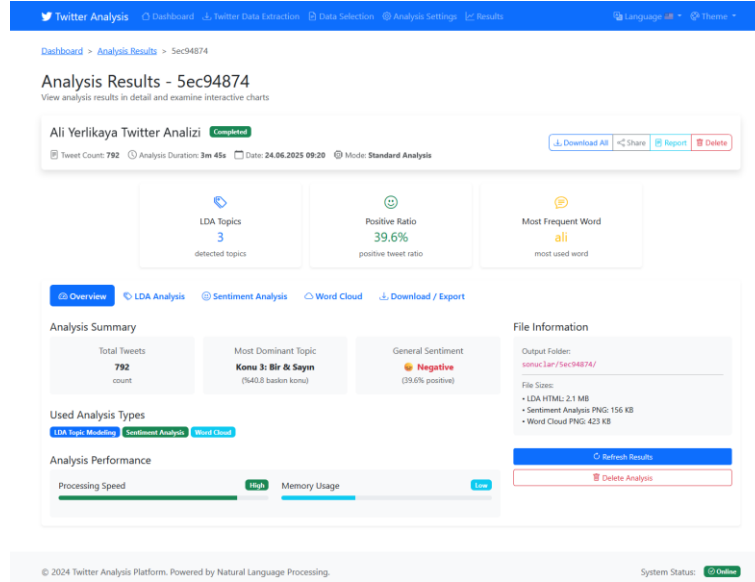 Twitter Analysis Dashboard Twitter Data Extraction Data Selection Analysis Settings Results Language Theme
Dashboard > Analysis Results > 5ec94874
Analysis Results - 5ec94874
View analysis results in detail and examine interactive charts
Ali Yerlikaya Twitter Analizi Completed
Tweet Count: 792 Analysis Duration: 3m 45s Date: 24.06.2025 09:20 Mode: Standard Analysis
Download All Share Report Delete
LDA Topics
3
detected topics
Positive Ratio
39.6%
positive tweet ratio
Most Frequent Word
ali
most used word
Overview LDA Analysis Sentiment Analysis Word Cloud Download / Export
Analysis Summary
Total Tweets
792
count
Most Dominant Topic
Konu 3: Bir & Sayın
(%40.8 baskın konu)
General Sentiment
Negative
(39.6% positive)
Used Analysis Types
LDA Topic Modeling Sentiment Analysis Word Cloud
Analysis Performance
Processing Speed High
Memory Usage Low
File Information
Output Folder:
sonuclar/5ec94874/
File Sizes:
• LDA HTML: 2.1 MB
• Sentiment Analysis PNG: 156 KB
• Word Cloud PNG: 423 KB
Refresh Results
Delete Analysis
© 2024 Twitter Analysis Platform. Powered by Natural Language Processing.
System Status: Online